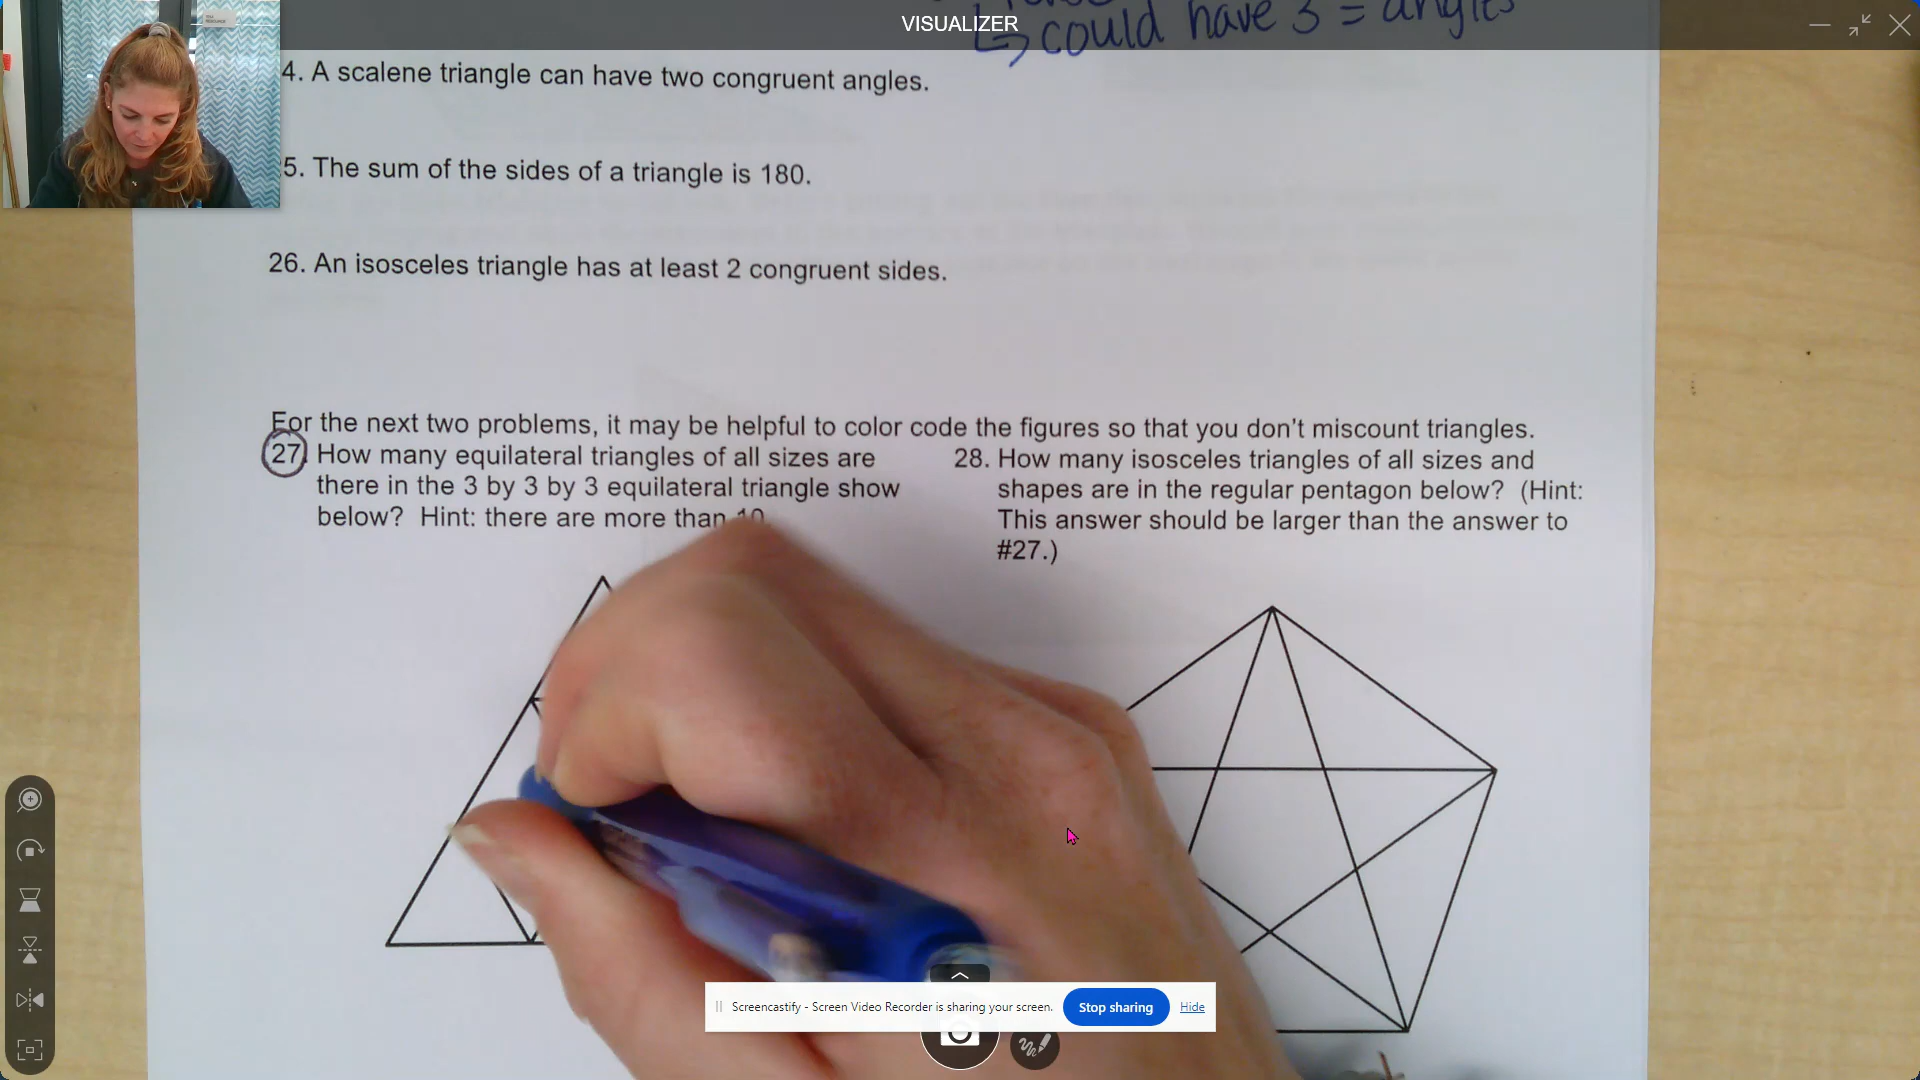 VISUALIZER
could have 3 = angles
4. A scalene triangle can have two congruent angles.
5. The sum of the sides of a triangle is 180.
26. An isosceles triangle has at least 2 congruent sides.
For the next two problems, it may be helpful to color code the figures so that you don't miscount triangles.
27. How many equilateral triangles of all sizes are
there in the 3 by 3 by 3 equilateral triangle show
below? Hint: there are more than 10
28. How many isosceles triangles of all sizes and
shapes are in the regular pentagon below? (Hint:
This answer should be larger than the answer to
#27.)
Screencastify - Screen Video Recorder is sharing your screen.
Stop sharing
Hide